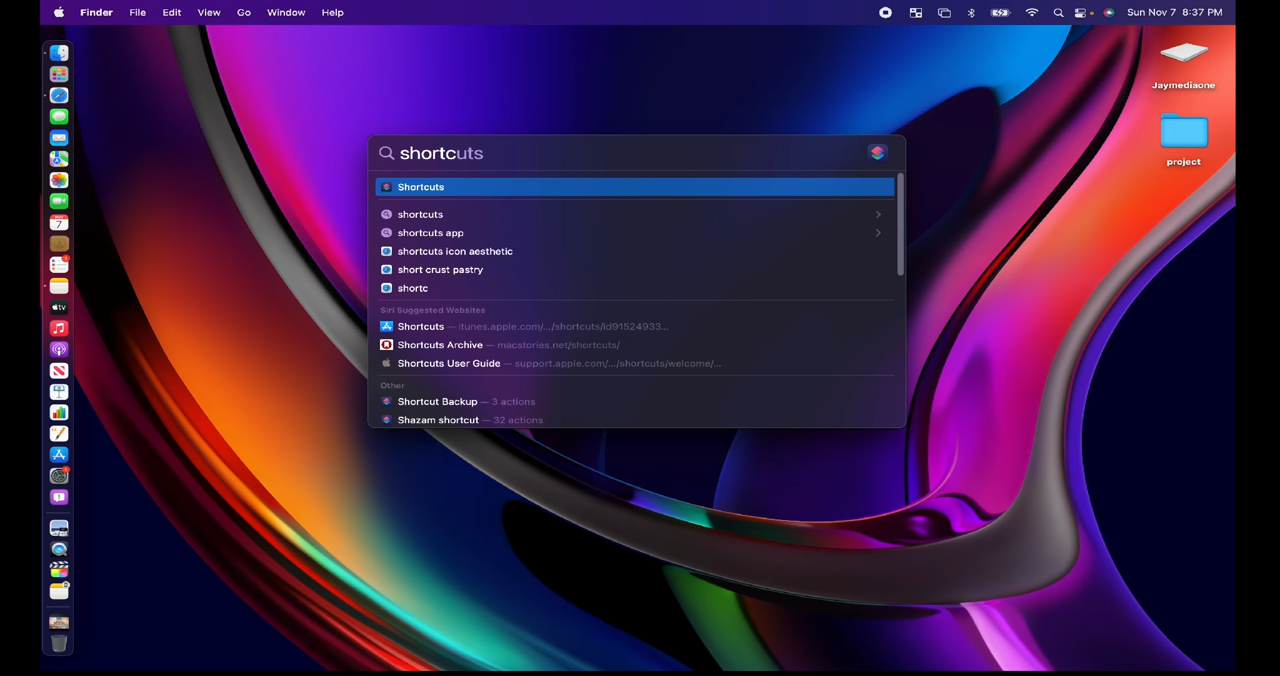 Finder File Edit View Go Window Help Sun Nov 7 8:37 PM
Jaymediaone
project
shortcuts
Shortcuts
shortcuts
shortcuts app
shortcuts icon aesthetic
short crust pastry
shortc
Siri Suggested Websites
Shortcuts — itunes.apple.com/.../shortcuts/id91524933...
Shortcuts Archive — macstories.net/shortcuts/
Shortcuts User Guide — support.apple.com/.../shortcuts/welcome/...
Other
Shortcut Backup — 3 actions
Shazam shortcut — 32 actions
7
tv